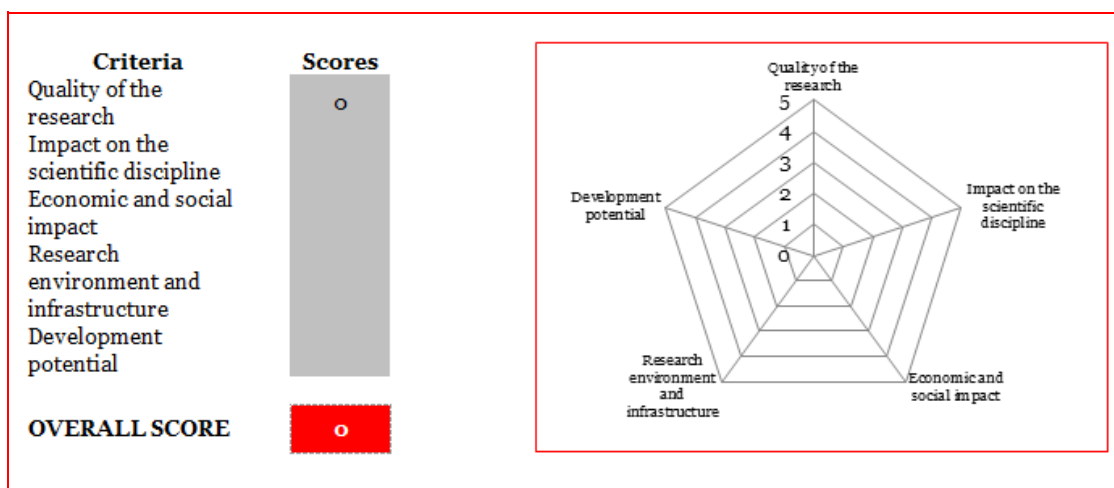 Criteria Scores
Quality of the
research
0
Impact on the
scientific discipline
Economic and social
impact
Research
environment and
infrastructure
Development
potential
OVERALL SCORE 0
Quality of the
research
5
4
3
2
1
0
Impact on the
scientific
discipline
Economic and
social impact
Research
environment
and
infrastructure
Development
potential